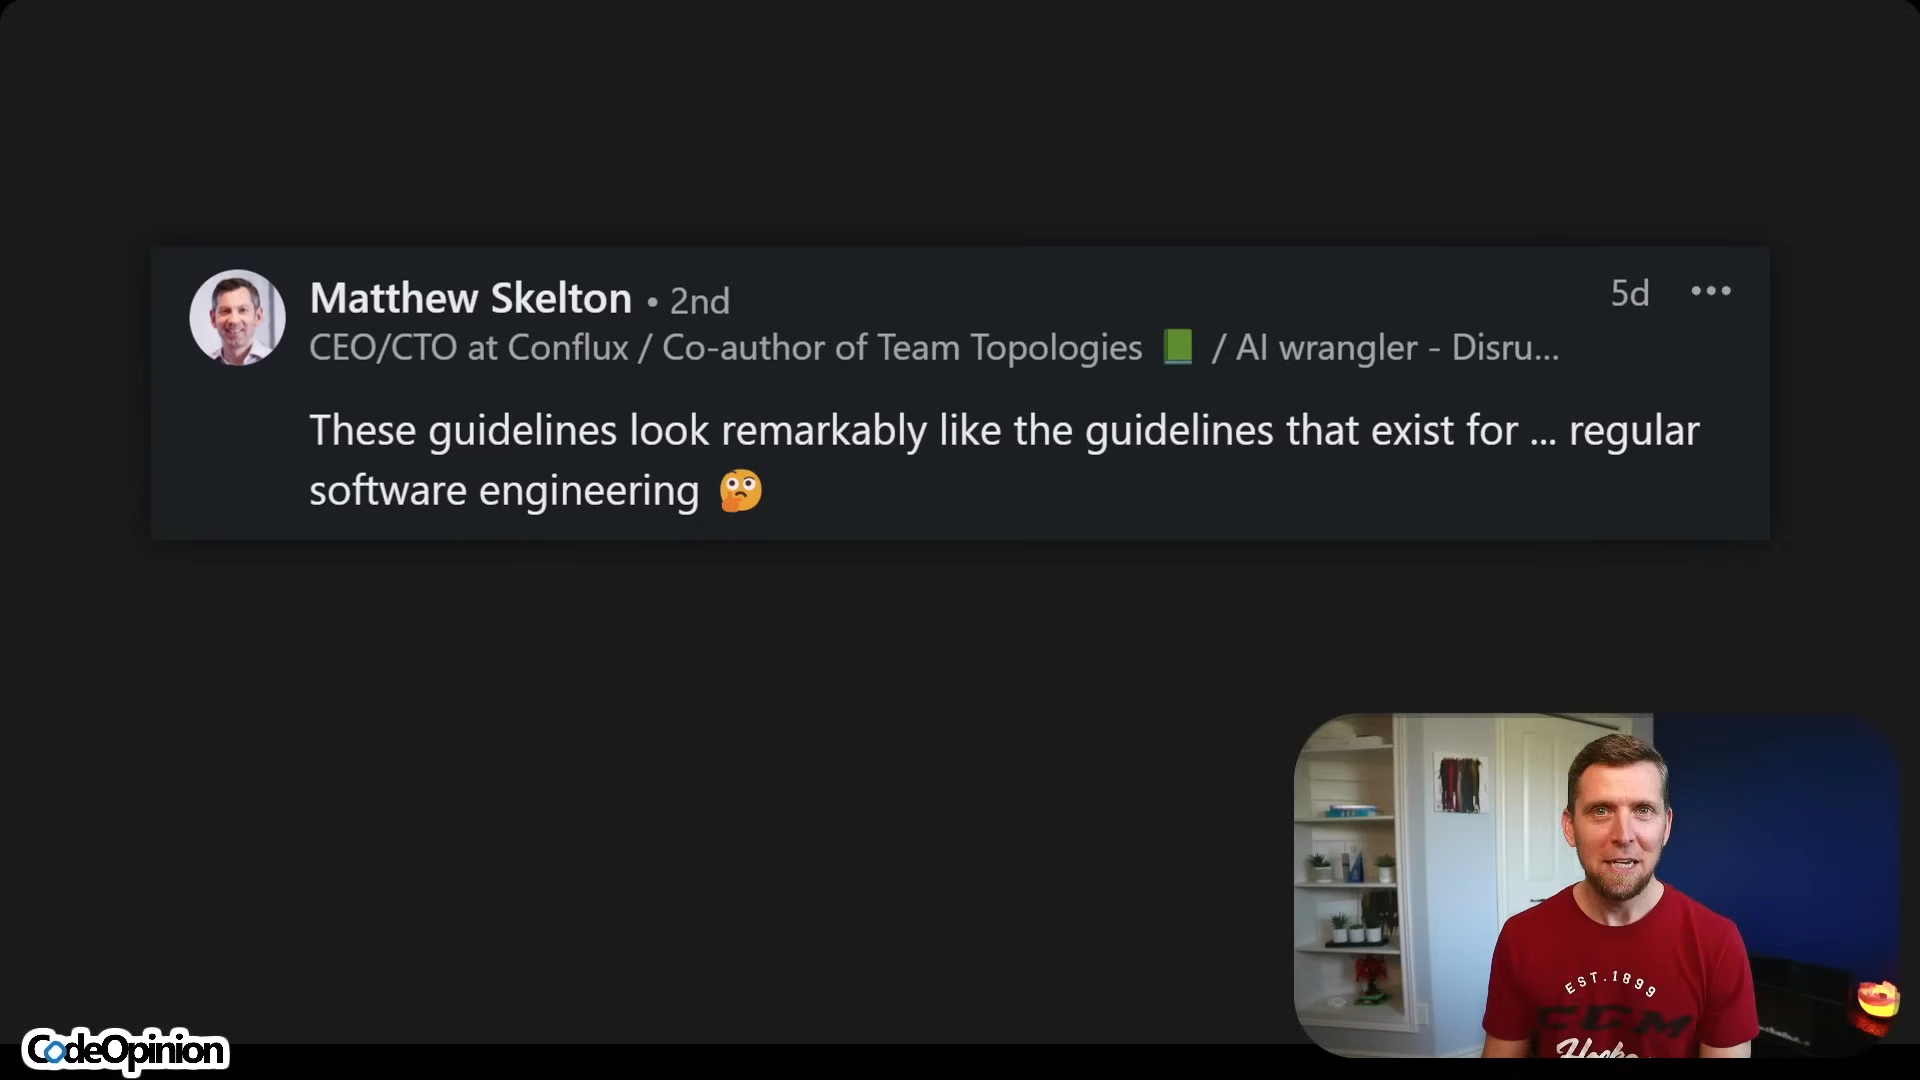 Matthew Skelton • 2nd
5d •••
CEO/CTO at Conflux / Co-author of Team Topologies 📗 / AI wrangler - Disru...
These guidelines look remarkably like the guidelines that exist for ... regular
software engineering 🤔
EST.1899
CCM
CodeOpinion